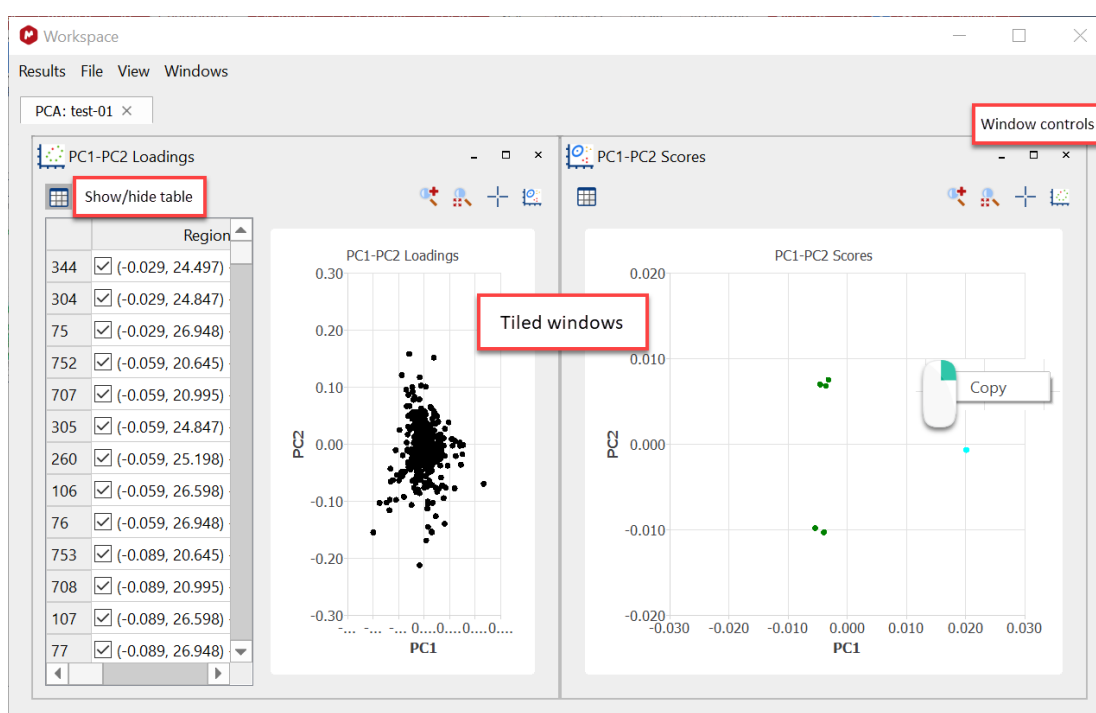 Workspace
Results File View Windows
PCA: test-01
Window controls
PC1-PC2 Loadings
PC1-PC2 Scores
Show/hide table
Region
344 (-0.029, 24.497)
304 (-0.029, 24.847)
75 (-0.029, 26.948)
752 (-0.059, 20.645)
707 (-0.059, 20.995)
305 (-0.059, 24.847)
260 (-0.059, 25.198)
106 (-0.059, 26.598)
76 (-0.059, 26.948)
753 (-0.089, 20.645)
708 (-0.089, 20.995)
107 (-0.089, 26.598)
77 (-0.089, 26.948)
PC1-PC2 Loadings
0.30
0.20
0.10
0.00
-0.10
-0.20
-0.30
PC2
-... -... -... 0....0....0.0....
PC1
Tiled windows
PC1-PC2 Scores
0.020
0.010
0.000
-0.010
-0.020
PC2
-0.030 -0.020 -0.010 0.000 0.010 0.020 0.030
PC1
Copy